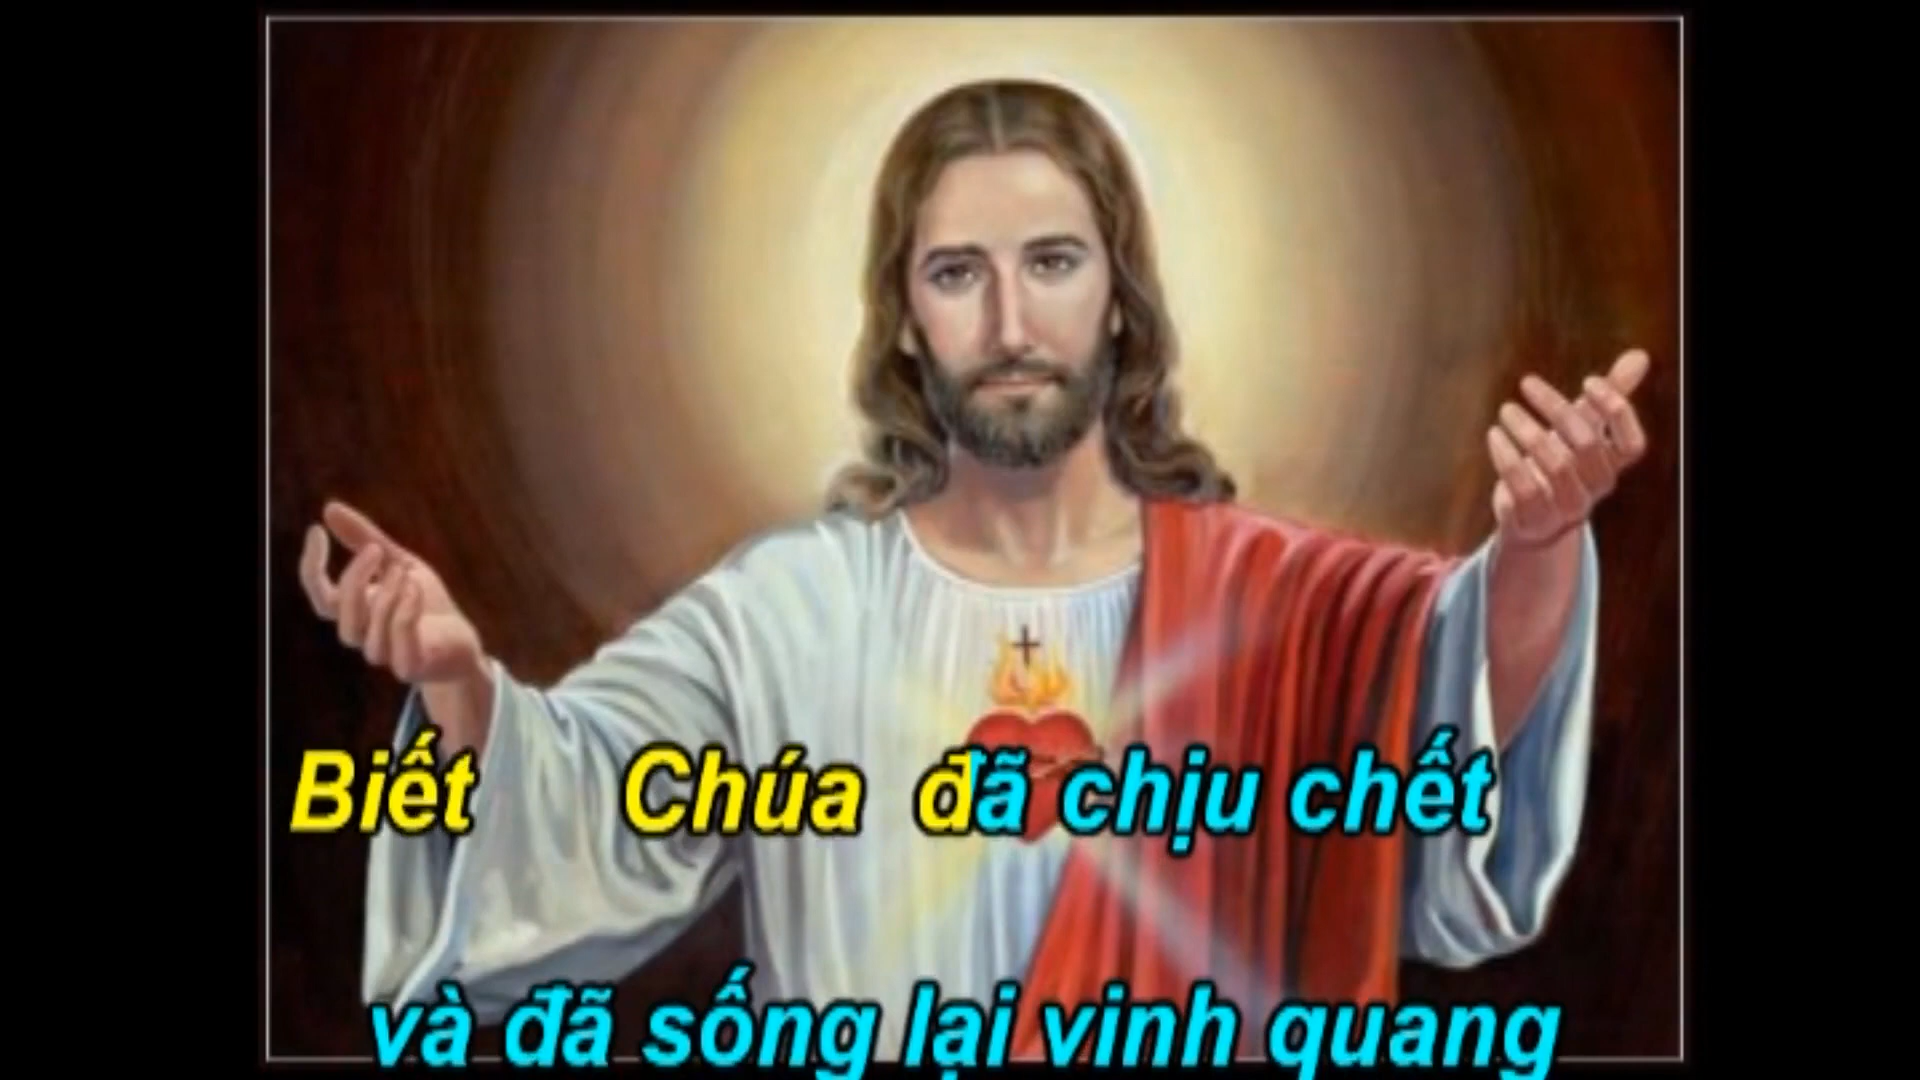 Biết Chúa đã chịu chết
và đã sống lại vinh quang